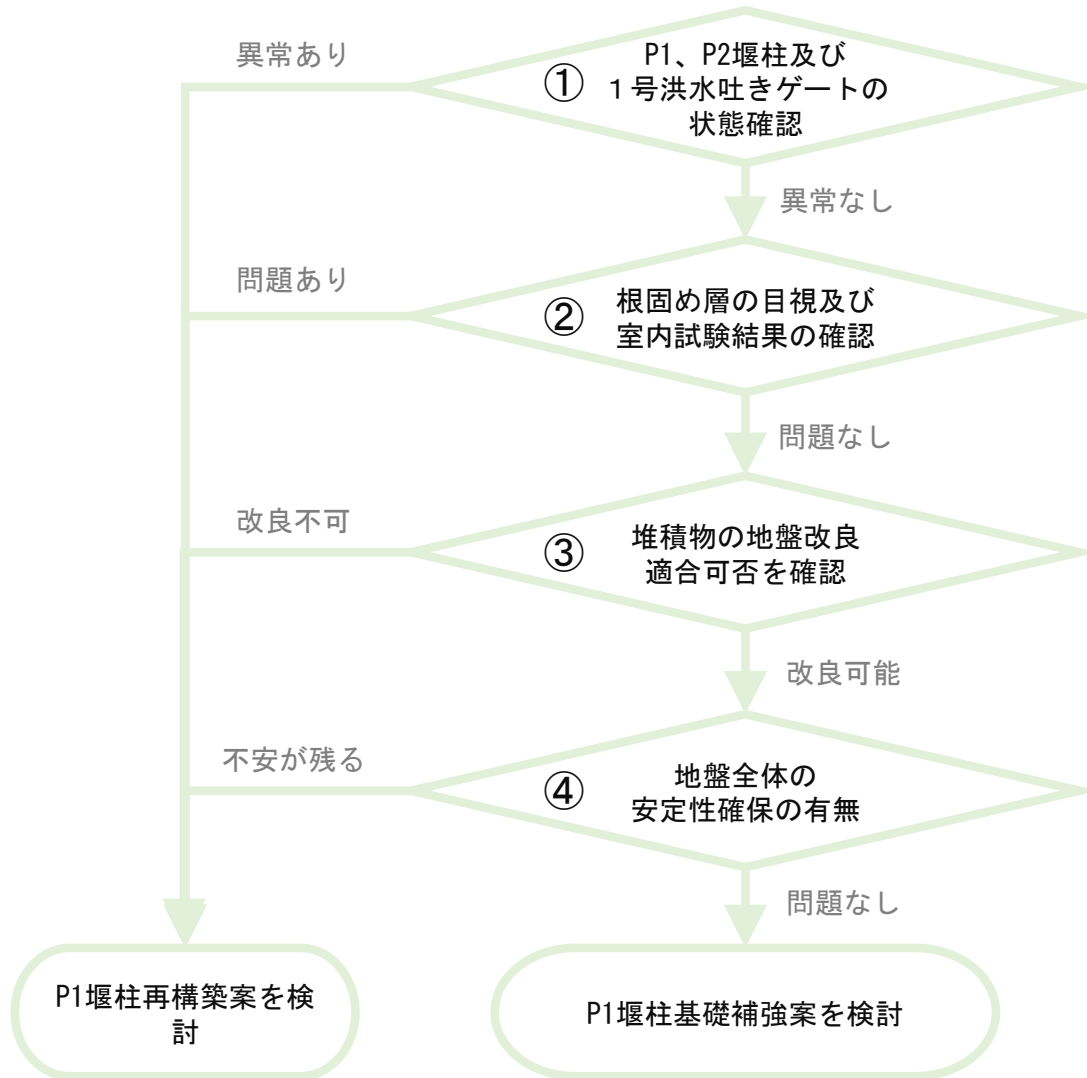 P1、P2堰柱及び
異常あり
①
１号洪水吐きゲートの
状態確認
異常なし
問題あり
②
根固め層の目視及び
室内試験結果の確認
問題なし
改良不可
③
堆積物の地盤改良
適合可否を確認
改良可能
不安が残る
④
地盤全体の
安定性確保の有無
問題なし
P1堰柱再構築案を検
討
P1堰柱基礎補強案を検討